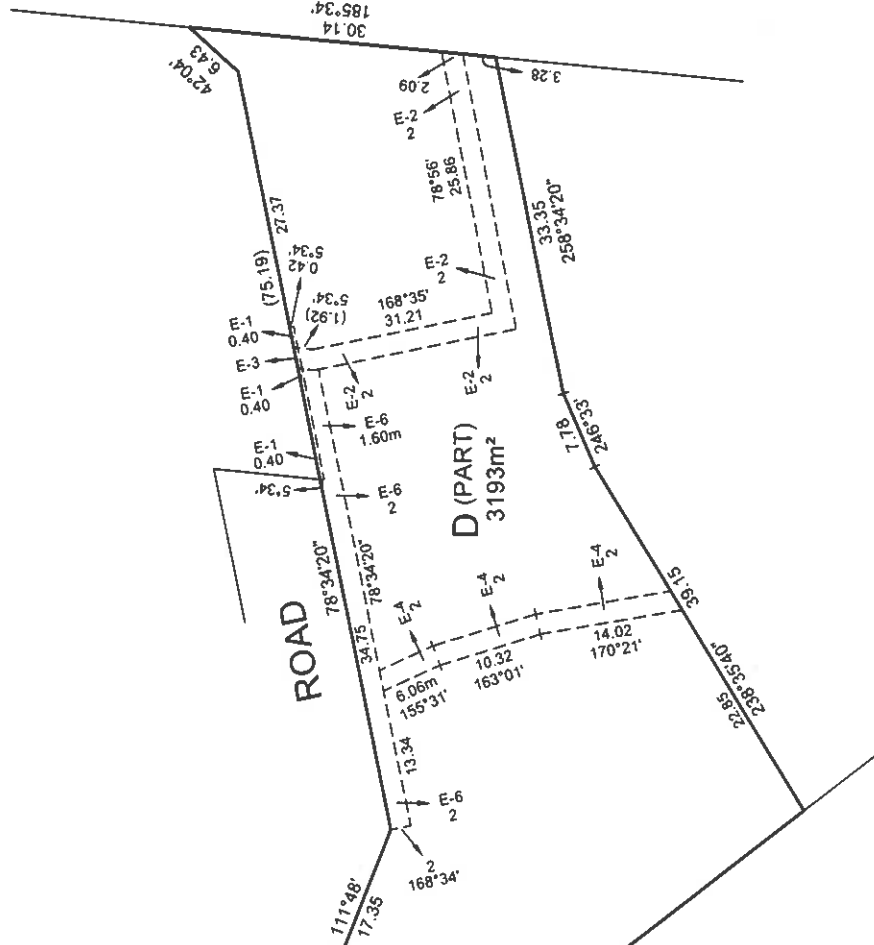 185°34'
30.14
42°04'
6.43
2.09
3.28
E-2
2
78°56'
25.86
27.37
(75.19)
5°34'
0.42
5°34'
(1.92)
E-2
2
33.35
258°34'20"
E-1
0.40
E-3
E-1
0.40
168°35'
31.21
E-2
2
E-2
2
E-6
1.60m
E-1
0.40
5°34'
7.78
246°33'
D (PART)
3193m²
E-6
2
78°34'20"
78°34'20"
ROAD
34.75
E-4
2
E-4
2
E-4
2
39.15
6.06m
155°31'
10.32
163°01'
14.02
170°21'
22.85
238°35'40"
13.34
E-6
2
2
168°34'
111°48'
17.35